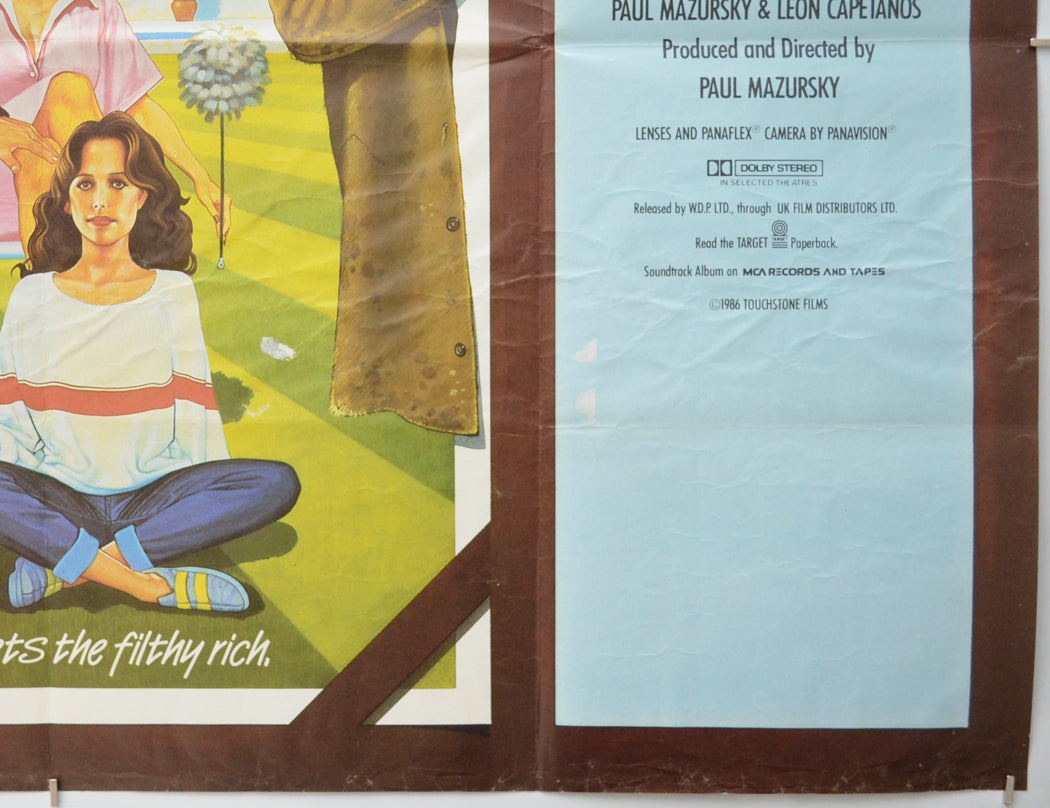 PAUL MAZURSKY & LEON CAPETANOS
Produced and Directed by
PAUL MAZURSKY
LENSES AND PANAFLEX® CAMERA BY PANAVISION®
DOLBY STEREO
IN SELECTED THEATRES
Released by W.D.P. LTD., through UK FILM DISTRIBUTORS LTD.
Read the TARGET TARGET Paperback.
Soundtrack Album on MCA RECORDS AND TAPES
©1986 TOUCHSTONE FILMS
ts the filthy rich.